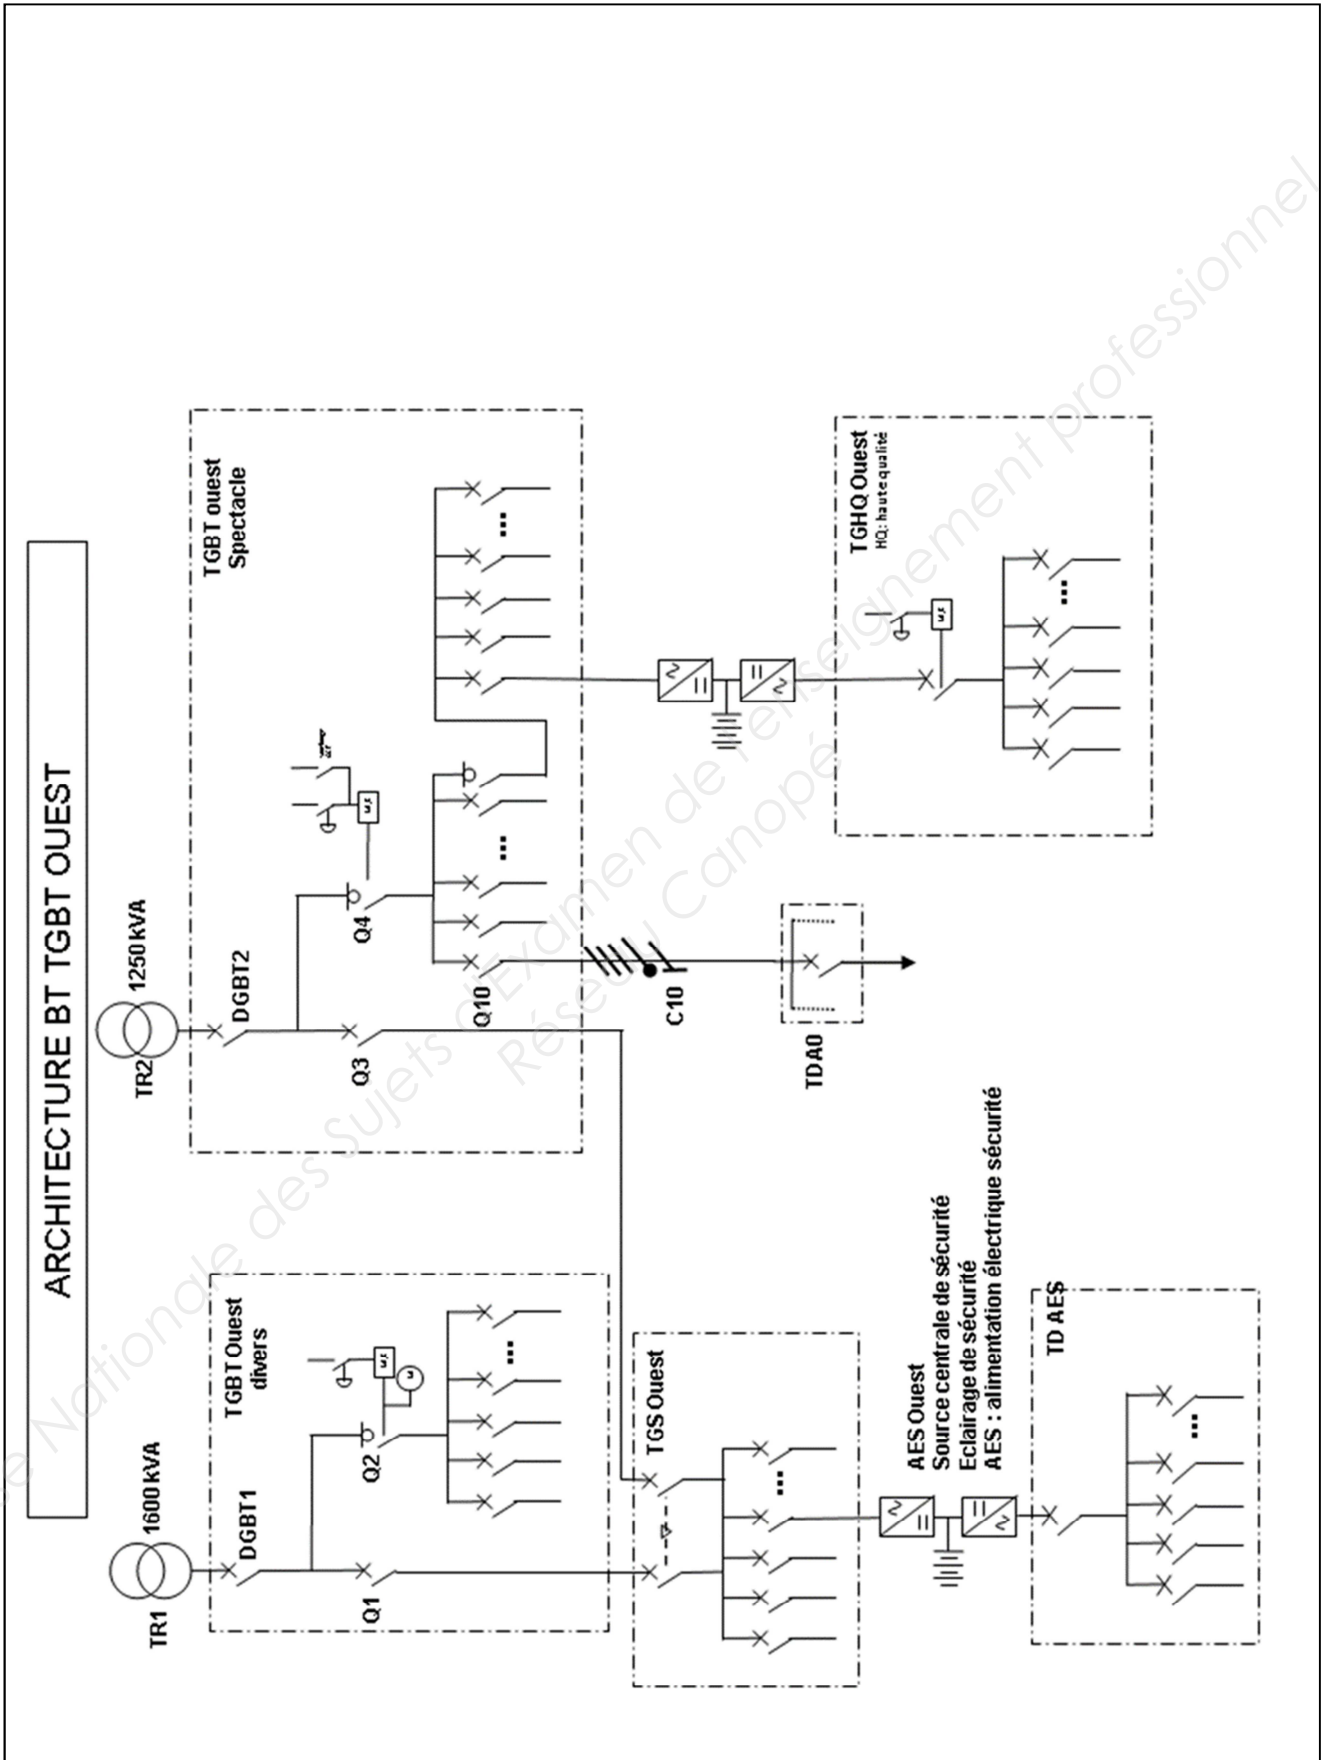 ARCHITECTURE BT TGBT OUEST
TR1
1600 kVA
DGBT1
TGBT Ouest
divers
Q1
Q2
TR2
1250 kVA
DGBT2
TGBT ouest
Spectacle
Q3
Q4
Q10
C10
TDA0
TGS Ouest
AES Ouest
Source centrale de sécurité
Eclairage de sécurité
AES : alimentation électrique sécurité
TD AES
TGHQ Ouest
HQ: haute qualité
Nationale des Sujets d'Examen de l'enseignement professionnel
Réseau Canopé